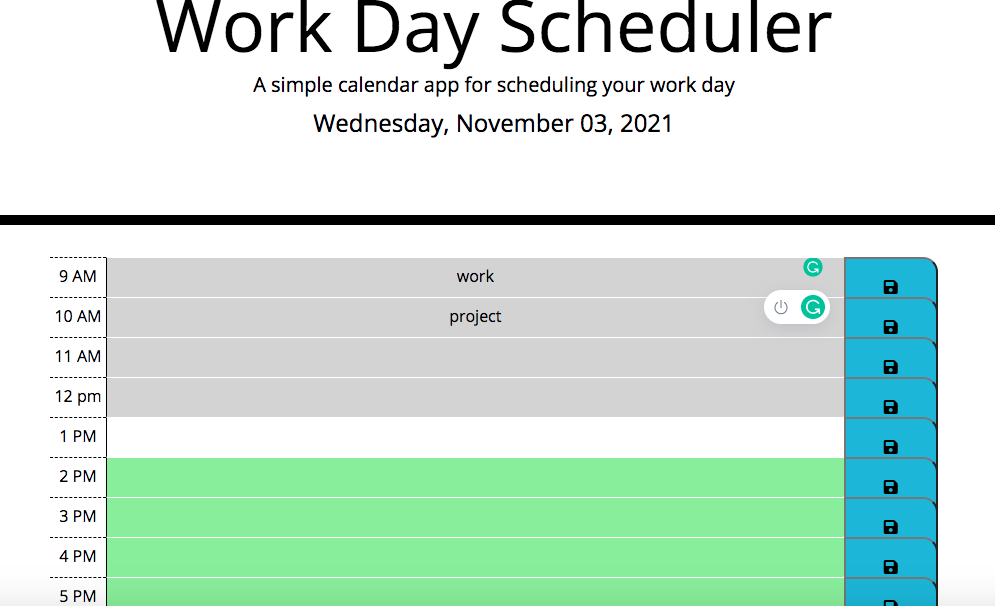 Work Day Scheduler
A simple calendar app for scheduling your work day
Wednesday, November 03, 2021
9 AM work
10 AM project
11 AM
12 pm
1 PM
2 PM
3 PM
4 PM
5 PM